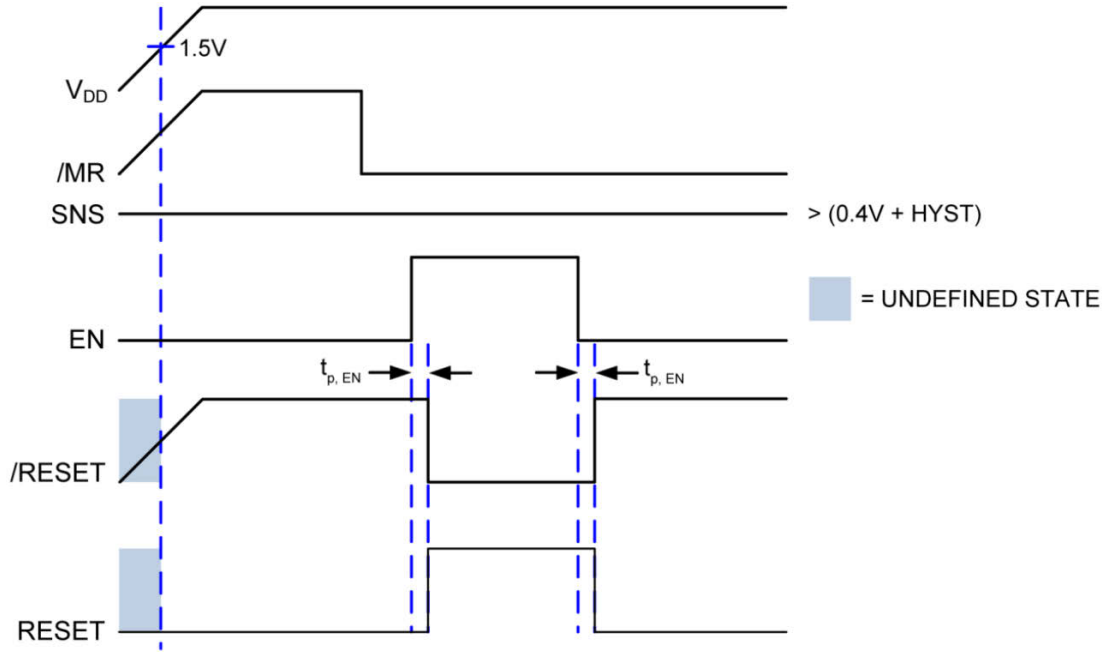 1.5V
VDD
/MR
SNS
> (0.4V + HYST)
= UNDEFINED STATE
EN
tp, EN
tp, EN
/RESET
RESET